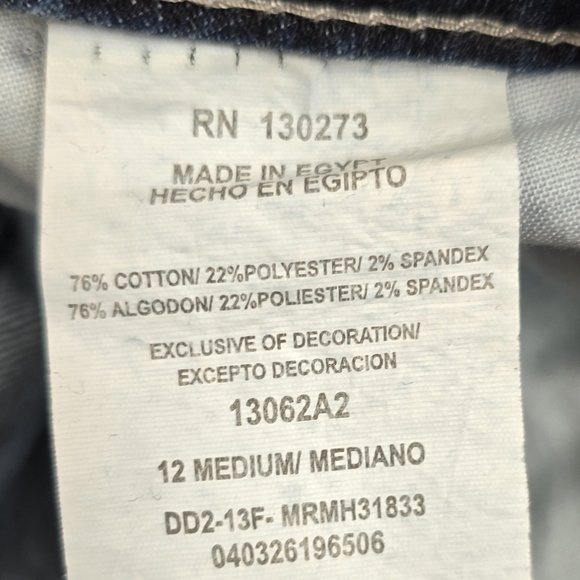 RN 130273
MADE IN EGYPT
HECHO EN EGIPTO
76% COTTON/ 22%POLYESTER/ 2% SPANDEX
76% ALGODON/ 22%POLIESTER/ 2% SPANDEX
EXCLUSIVE OF DECORATION/
EXCEPTO DECORACION
13062A2
12 MEDIUM/ MEDIANO
DD2-13F- MRMH31833
040326196506